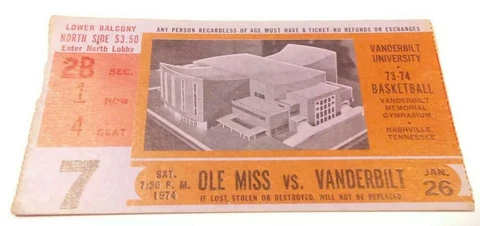 LOWER BALCONY
NORTH SIDE $3.50
Enter North Lobby
ANY PERSON REGARDLESS OF AGE MUST HAVE A TICKET-NO REFUNDS OR EXCHANGES
2B SEC.
1 ROW
4 SEAT
VANDERBILT
UNIVERSITY
73-74
BASKETBALL
VANDERBILT
MEMORIAL
GYMNASIUM
NASHVILLE,
TENNESSEE
7
SAT.
7:30 P. M.
1974
OLE MISS vs. VANDERBILT
IF LOST, STOLEN OR DESTROYED, WILL NOT BE REPLACED
JAN.
26